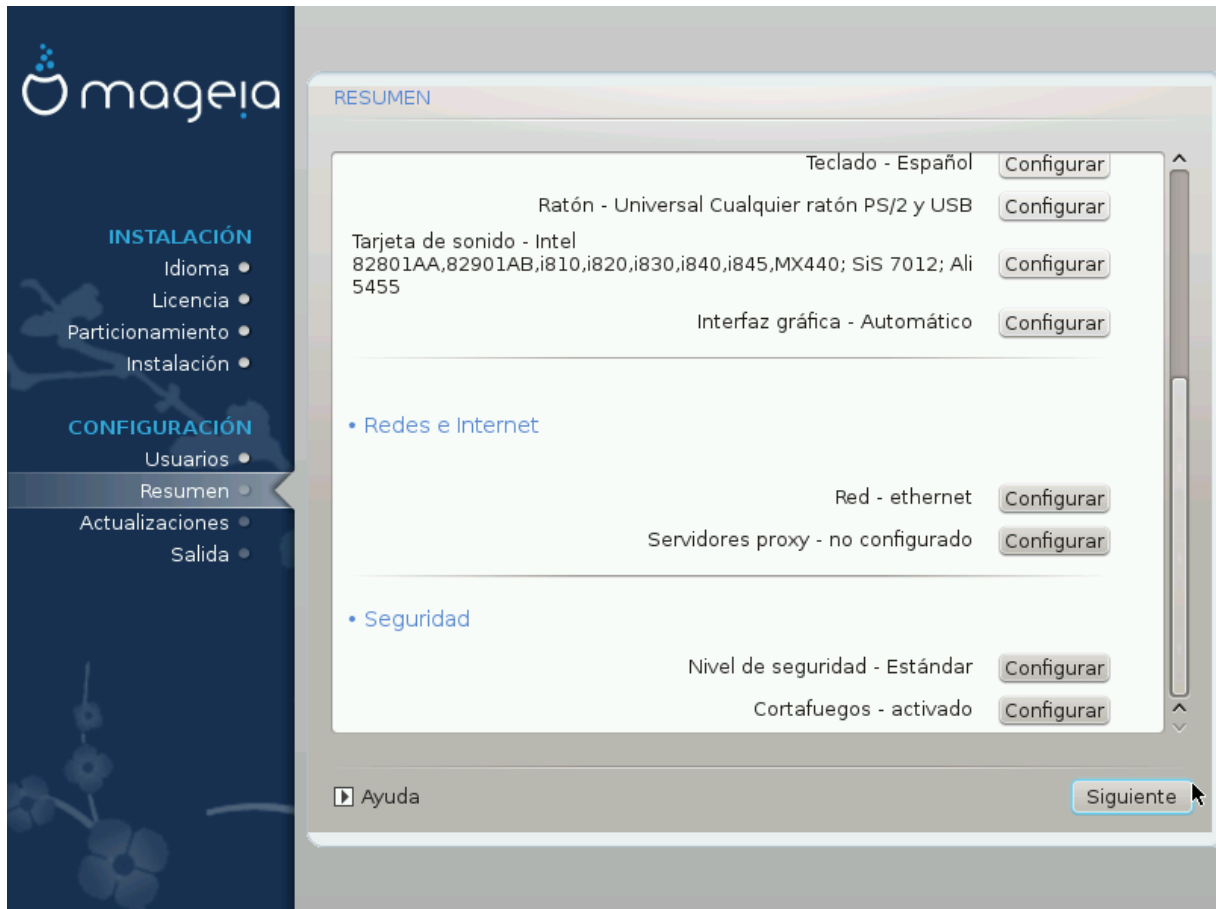 mageia
INSTALACIÓN
Idioma
Licencia
Particionamiento
Instalación
CONFIGURACIÓN
Usuarios
Resumen
Actualizaciones
Salida
RESUMEN
Teclado - Español Configurar
Ratón - Universal Cualquier ratón PS/2 y USB Configurar
Tarjeta de sonido - Intel
82801AA,82901AB,i810,i820,i830,i840,i845,MX440; SiS 7012; Ali
5455 Configurar
Interfaz gráfica - Automático Configurar
• Redes e Internet
Red - ethernet Configurar
Servidores proxy - no configurado Configurar
• Seguridad
Nivel de seguridad - Estándar Configurar
Cortafuegos - activado Configurar
Ayuda
Siguiente